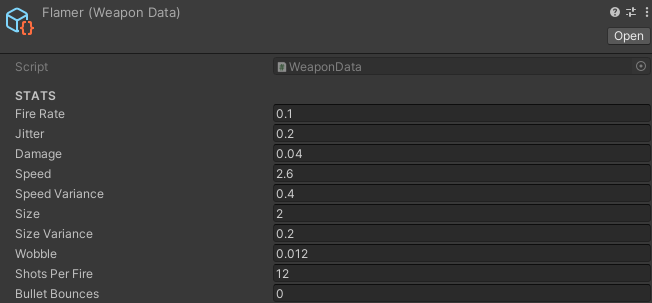 Flamer (Weapon Data)
Open
Script WeaponData
STATS
Fire Rate 0.1
Jitter 0.2
Damage 0.04
Speed 2.6
Speed Variance 0.4
Size 2
Size Variance 0.2
Wobble 0.012
Shots Per Fire 12
Bullet Bounces 0